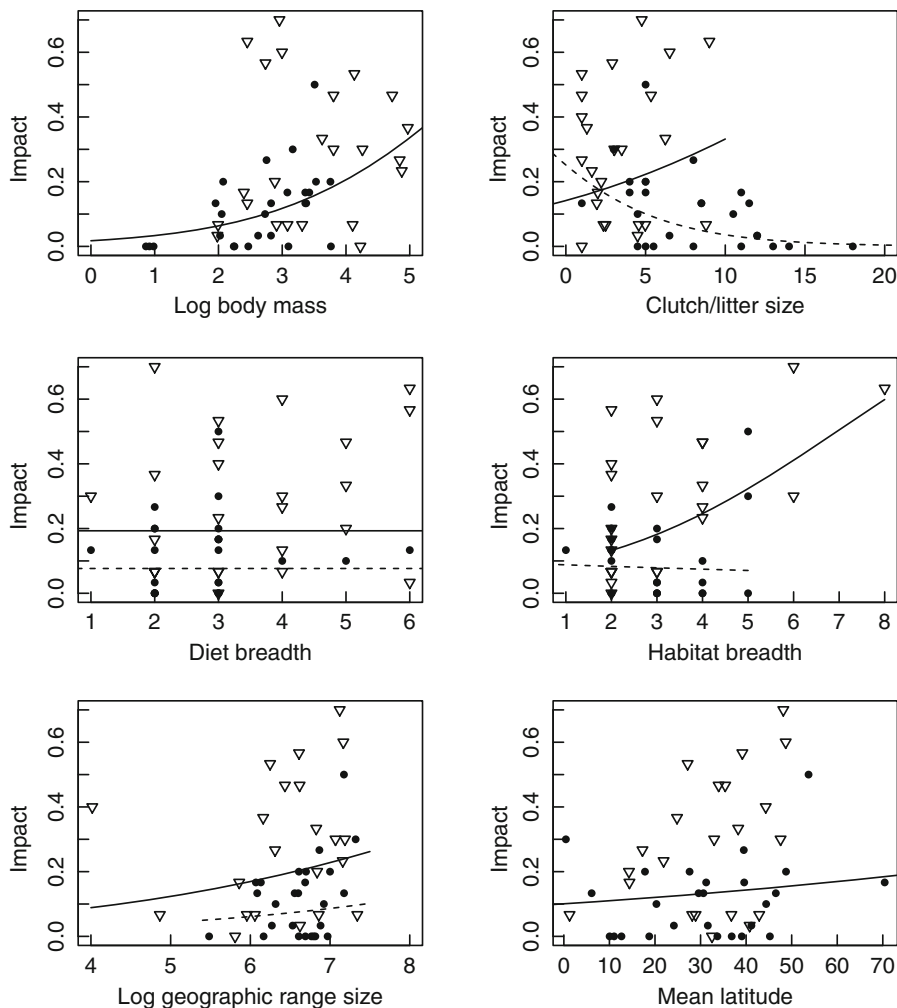 Impact
0.0 0.2 0.4 0.6
0 1 2 3 4 5
Log body mass
Impact
0.0 0.2 0.4 0.6
0 5 10 15 20
Clutch/litter size
Impact
0.0 0.2 0.4 0.6
1 2 3 4 5 6
Diet breadth
Impact
0.0 0.2 0.4 0.6
1 2 3 4 5 6 7 8
Habitat breadth
Impact
0.0 0.2 0.4 0.6
4 5 6 7 8
Log geographic range size
Impact
0.0 0.2 0.4 0.6
0 10 20 30 40 50 60 70
Mean latitude